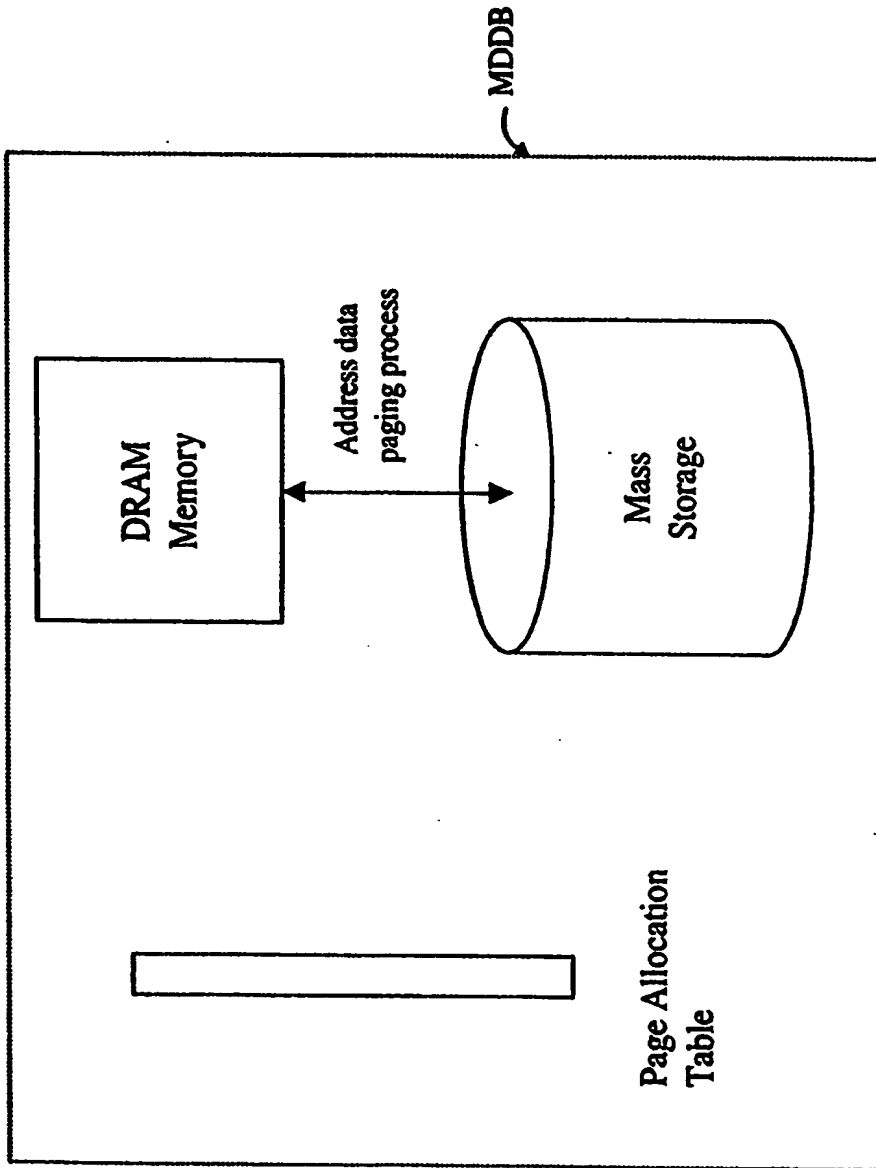 MDDB
DRAM
Memory
Address data
paging process
Mass
Storage
Page Allocation
Table